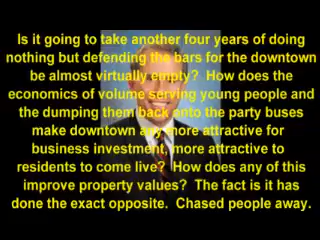 Is it going to take another four years of doing
nothing but defending the bars for the downtown
be almost virtually empty?  How does the
economics of volume serving young people and
the dumping them back onto the party buses
make downtown any more attractive for
business investment, more attractive to
residents to come live?  How does any of this
improve property values?  The fact is it has
done the exact opposite.  Chased people away.